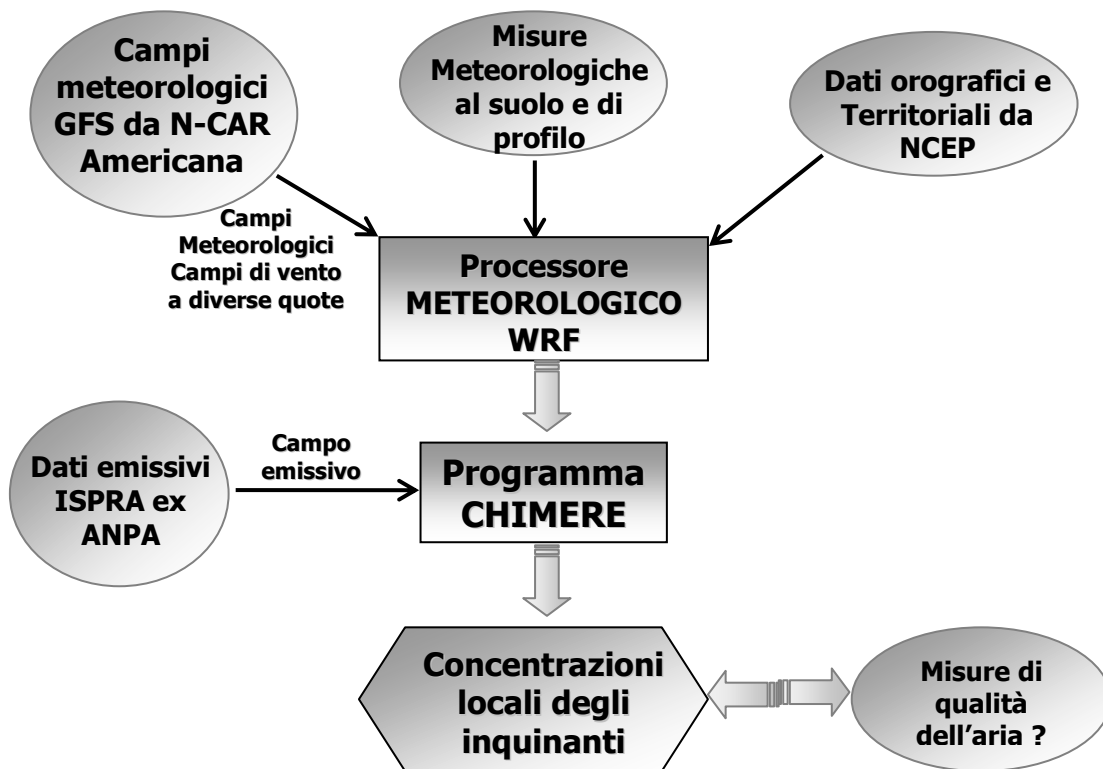 Campi
meteorologici
GFS da N-CAR
Americana
Misure
Meteorologiche
al suolo e di
profilo
Dati orografici e
Territoriali da
NCEP
Campi
Meteorologici
Campi di vento
a diverse quote
Processore
METEOROLOGICO
WRF
Dati emissivi
ISPRA ex
ANPA
Campo
emissivo
Programma
CHIMERE
Concentrazioni
locali degli
inquinanti
Misure di
qualità
dell’aria ?